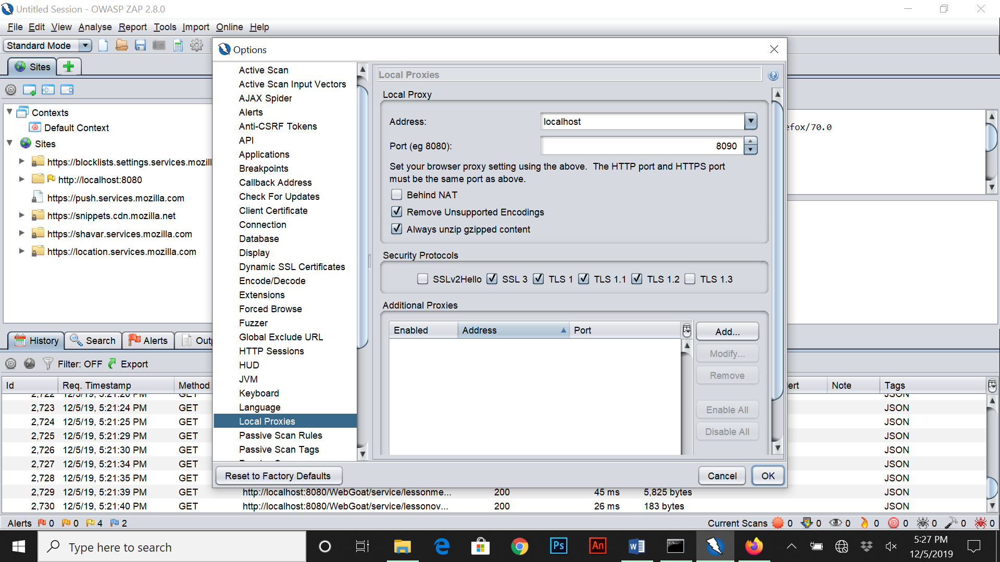 Untitled Session - OWASP ZAP 2.8.0
File Edit View Analyse Report Tools Import Online Help
Standard Mode
Options
Sites
Active Scan
Active Scan Input Vectors
AJAX Spider
Alerts
Anti-CSRF Tokens
API
Applications
Breakpoints
Callback Address
Check For Updates
Client Certificate
Connection
Database
Display
Dynamic SSL Certificates
Encode/Decode
Extensions
Forced Browse
Fuzzer
Global Exclude URL
HTTP Sessions
HUD
JVM
Keyboard
Language
Local Proxies
Passive Scan Rules
Passive Scan Tags
Local Proxies
Local Proxy
Address: localhost
Port (eg 8080): 8090
Set your browser proxy setting using the above. The HTTP port and HTTPS port
must be the same port as above.
Behind NAT
Remove Unsupported Encodings
Always unzip gzipped content
Security Protocols
SSLv2Hello SSL 3 TLS 1 TLS 1.1 TLS 1.2 TLS 1.3
Additional Proxies
Enabled Address Port
Add...
Modify...
Remove
Enable All
Disable All
Reset to Factory Defaults
Cancel OK
Contexts
Default Context
Sites
https://blocklists.settings.services.mozill
http://localhost:8080
https://push.services.mozilla.com
https://snippets.cdn.mozilla.net
https://shavar.services.mozilla.com
https://location.services.mozilla.com
efox/70.0
History Search Alerts Out
Filter: OFF Export
Id Req. Timestamp Method ert Note Tags
2,722 12/5/19, 5:21:20 PM GET JSON
2,723 12/5/19, 5:21:24 PM GET JSON
2,724 12/5/19, 5:21:25 PM GET JSON
2,725 12/5/19, 5:21:29 PM GET JSON
2,726 12/5/19, 5:21:30 PM GET JSON
2,727 12/5/19, 5:21:34 PM GET JSON
2,728 12/5/19, 5:21:35 PM GET JSON
2,729 12/5/19, 5:21:39 PM GET http://localhost:8080/WebGoat/service/lessonme... 200 45 ms 5,825 bytes JSON
2,730 12/5/19, 5:21:40 PM GET http://localhost:8080/WebGoat/service/lessonov... 200 26 ms 183 bytes JSON
Alerts 0 0 4 2 Current Scans 0 0 0 0 0 0 0 0
Type here to search
Ps An
5:27 PM
12/5/2019